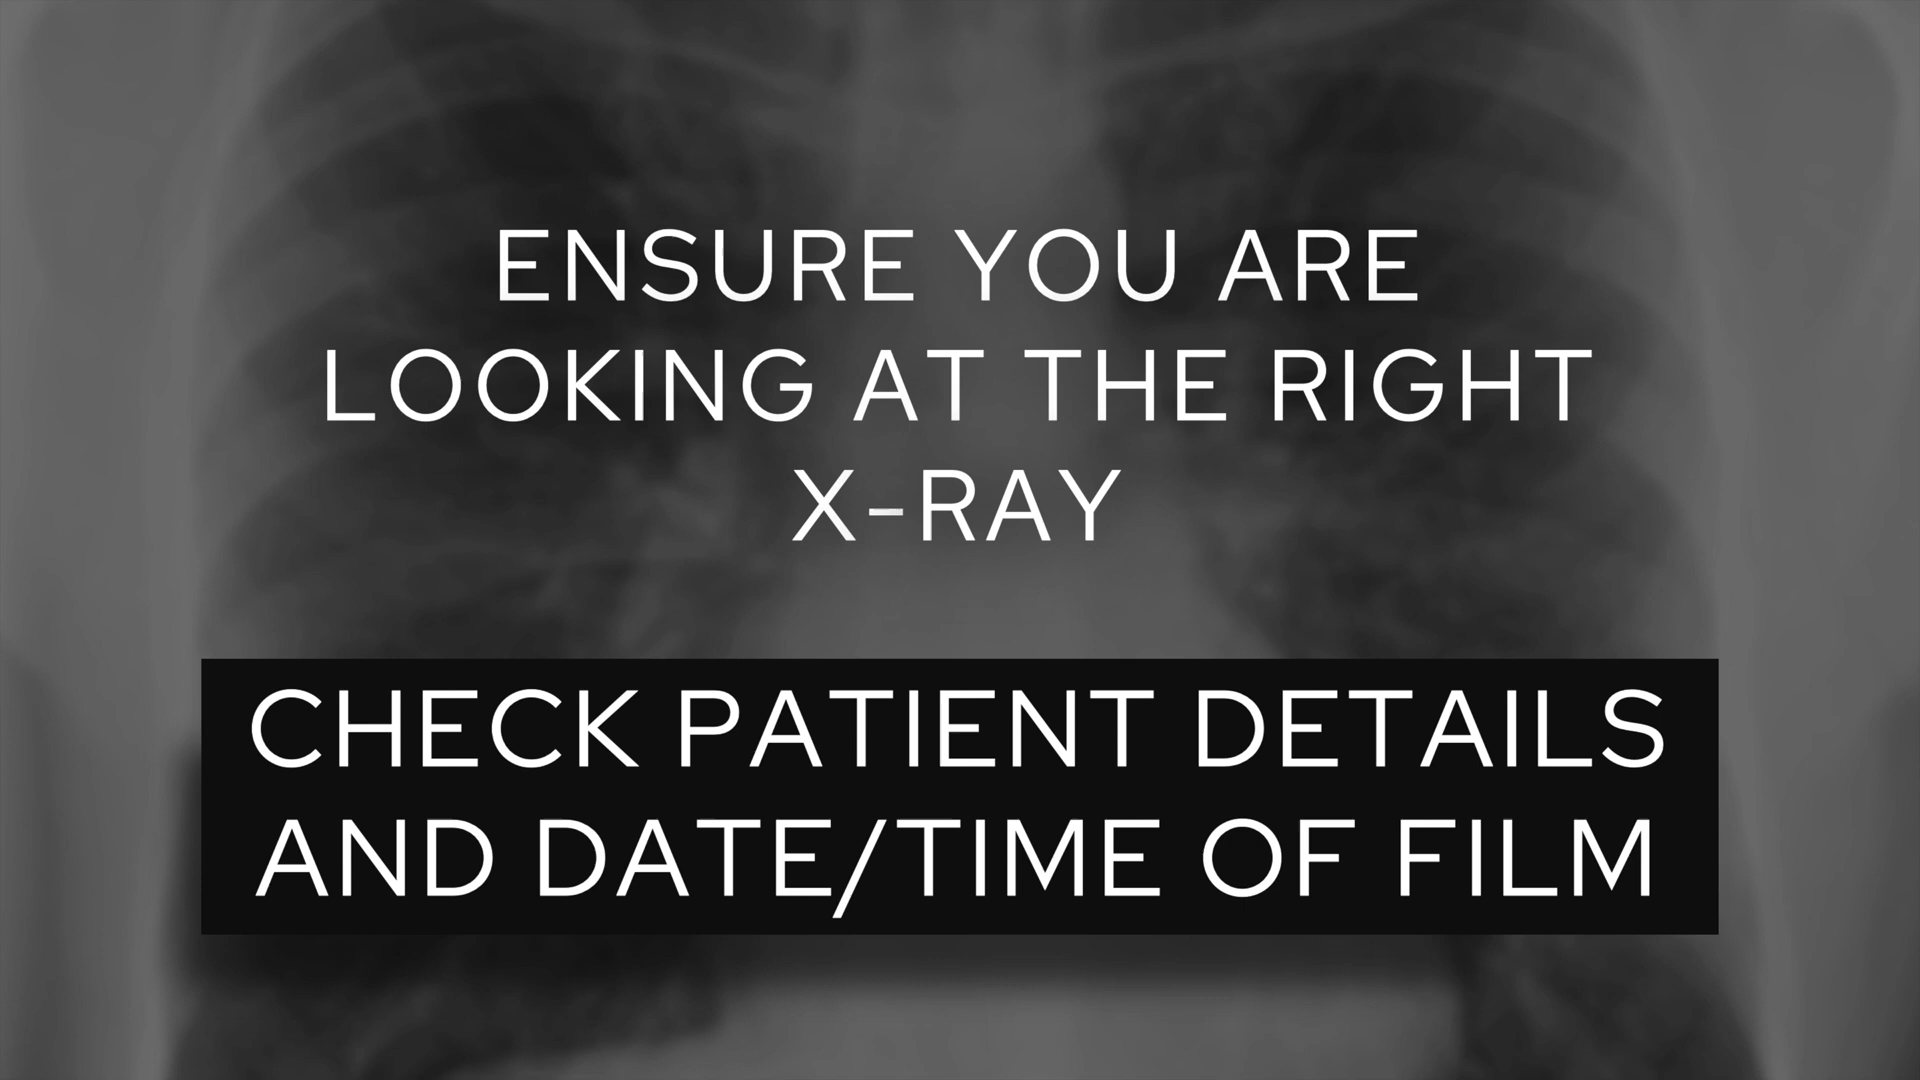 ENSURE YOU ARE
LOOKING AT THE RIGHT
X-RAY
CHECK PATIENT DETAILS
AND DATE/TIME OF FILM